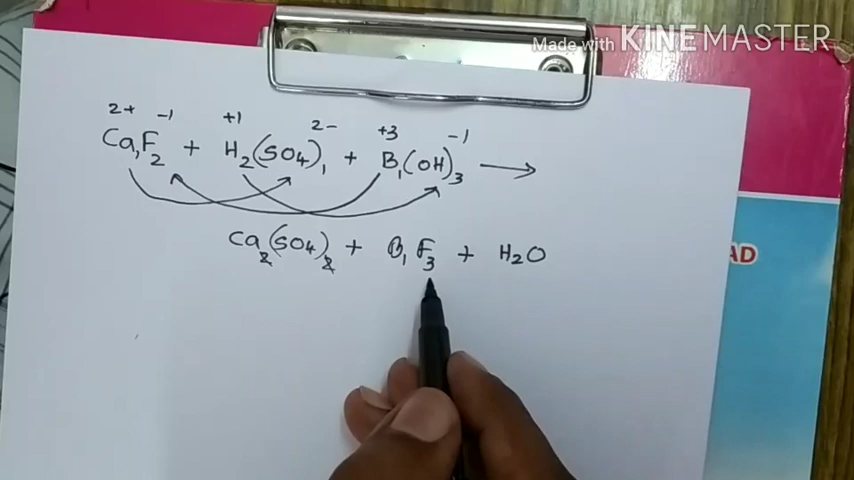 Made with KINEMASTER
2+ -1 +1 2- +3 -1
Ca₁F₂ + H₂(SO₄)₁ + B₁(OH)₃ ⟶
Ca₂(SO₄)₂ + B₁F₃ + H₂O
AD